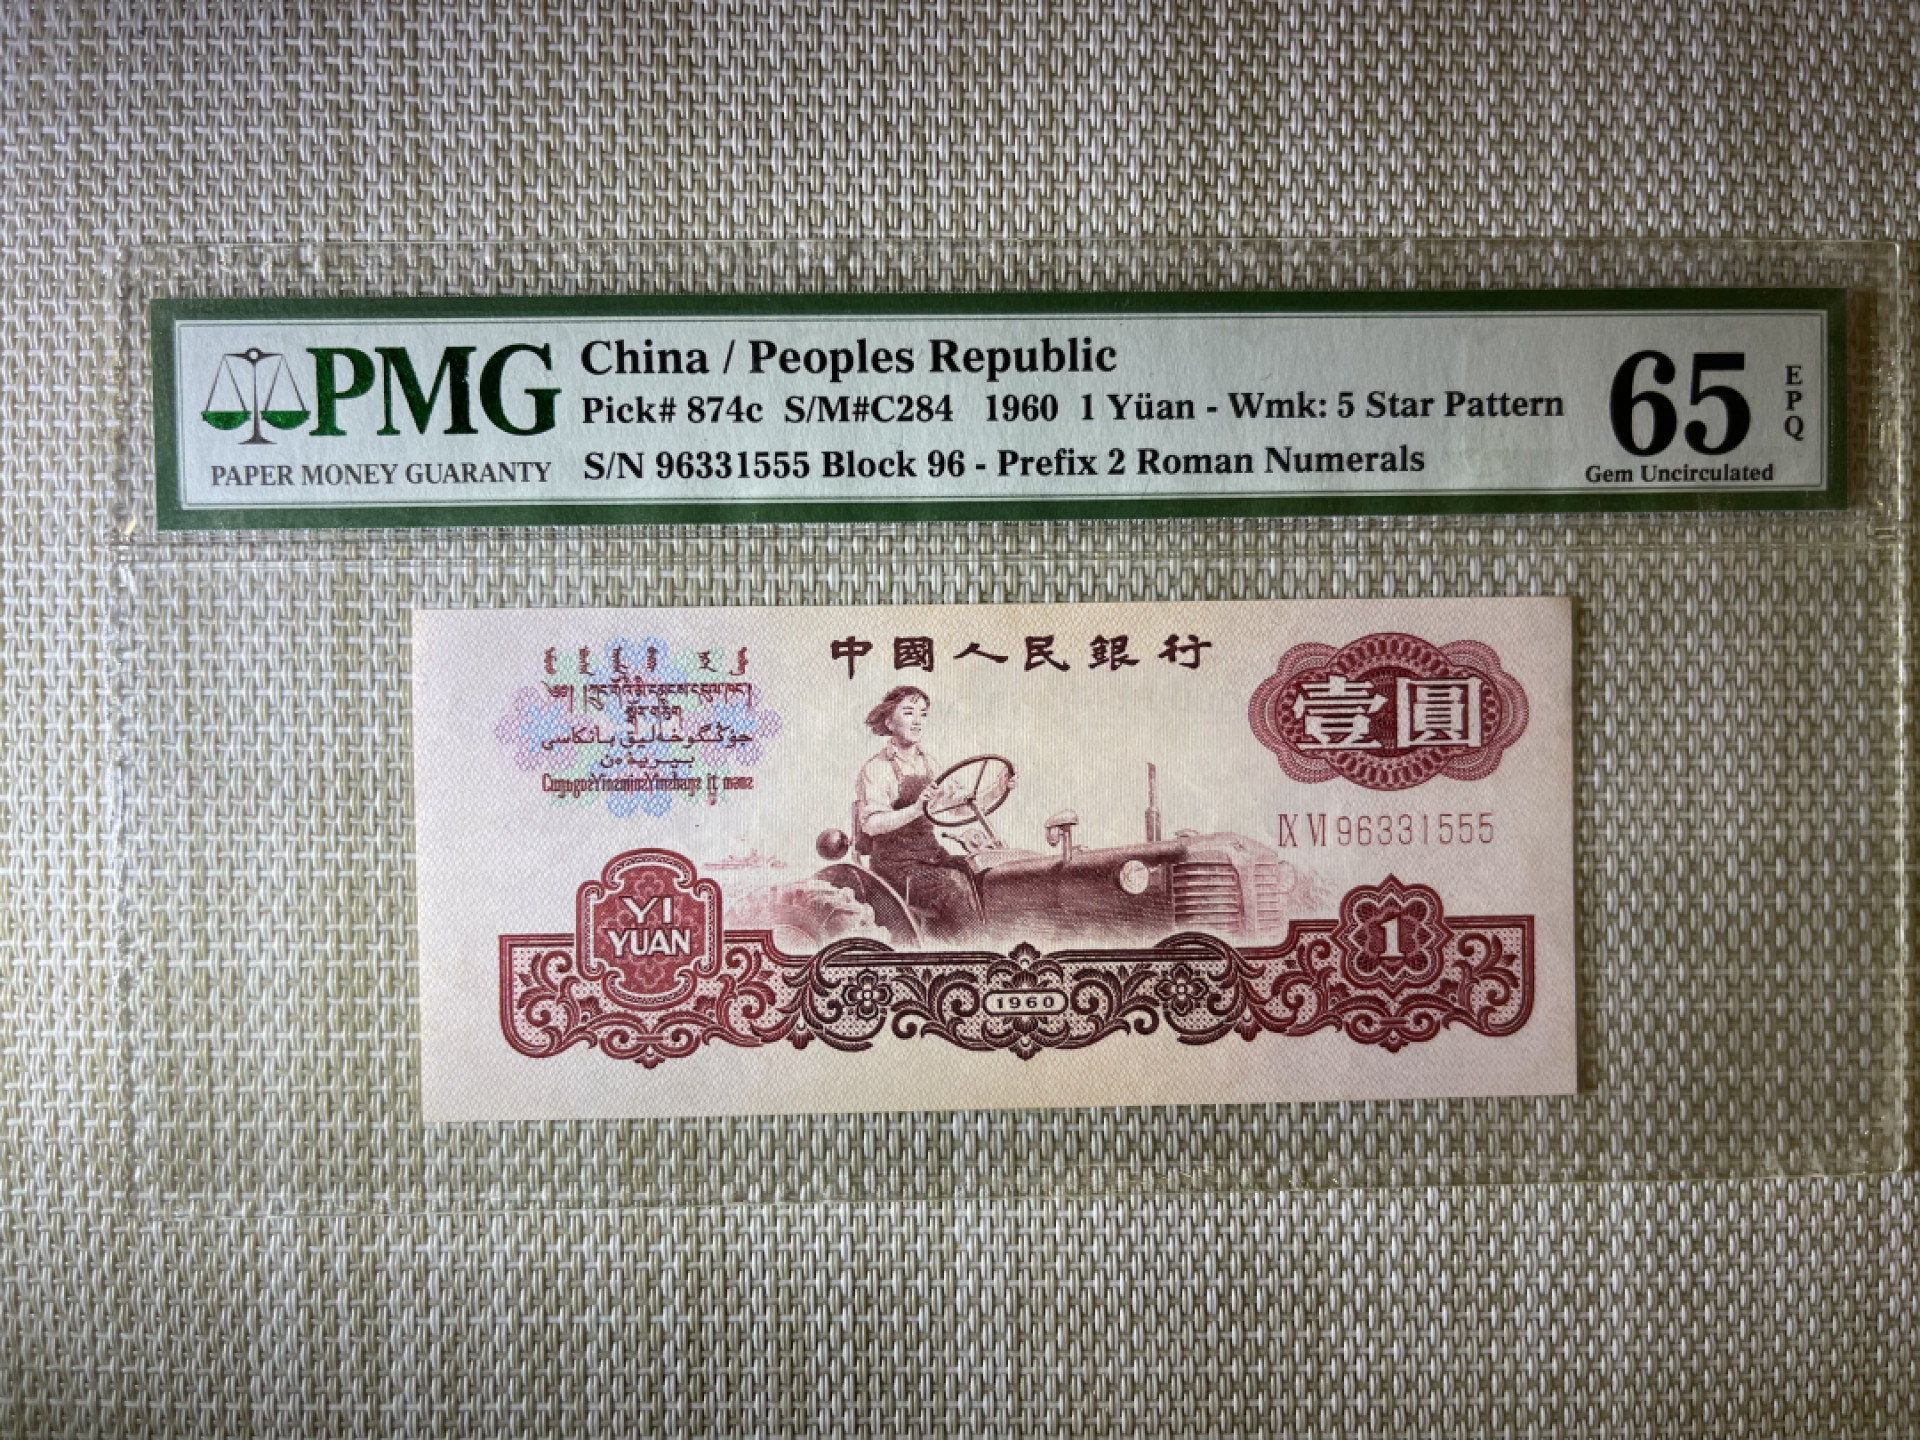 PMG
PAPER MONEY GUARANTY
China / Peoples Republic
Pick# 874c S/M#C284 1960 1 Yüan - Wmk: 5 Star Pattern
S/N 96331555 Block 96 - Prefix 2 Roman Numerals
65
EPQ
Gem Uncirculated
中國人民銀行
壹圓
IX VI 96331555
YI
YUAN
1
1960